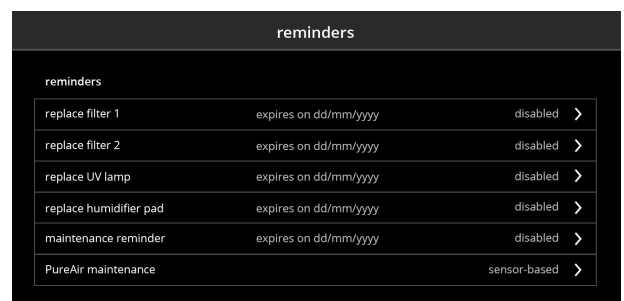 reminders
reminders
replace filter 1 expires on dd/mm/yyyy disabled
replace filter 2 expires on dd/mm/yyyy disabled
replace UV lamp expires on dd/mm/yyyy disabled
replace humidifier pad expires on dd/mm/yyyy disabled
maintenance reminder expires on dd/mm/yyyy disabled
PureAir maintenance sensor-based